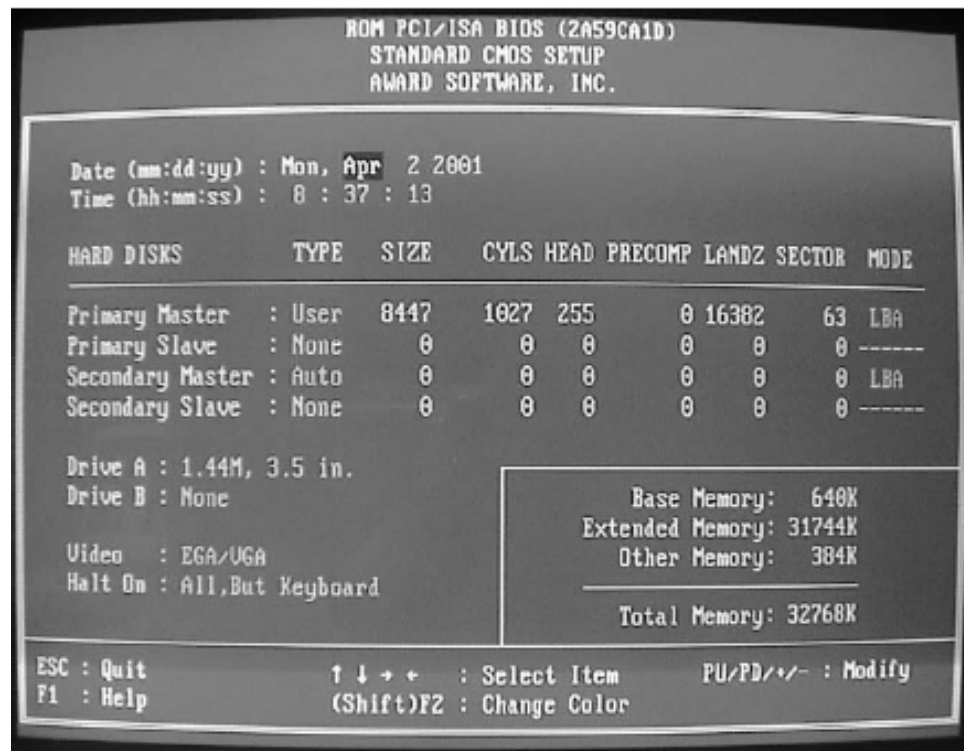 ROM PCI/ISA BIOS (2A59CA1D)
STANDARD CMOS SETUP
AWARD SOFTWARE, INC.
Date (mm:dd:yy) : Mon, Apr 2 2001
Time (hh:mm:ss) : 8 : 37 : 13
HARD DISKS TYPE SIZE CYLS HEAD PRECOMP LANDZ SECTOR MODE
Primary Master : User 8447 1027 255 0 16382 63 LBA
Primary Slave : None 0 0 0 0 0 0 ------
Secondary Master : Auto 0 0 0 0 0 0 LBA
Secondary Slave : None 0 0 0 0 0 0 ------
Drive A : 1.44M, 3.5 in.
Drive B : None
Video : EGA/VGA
Halt On : All,But Keyboard
Base Memory: 640K
Extended Memory: 31744K
Other Memory: 384K
Total Memory: 32768K
ESC : Quit ↑ ↓ → ← : Select Item PU/PD/+/- : Modify
F1 : Help (Shift)F2 : Change Color